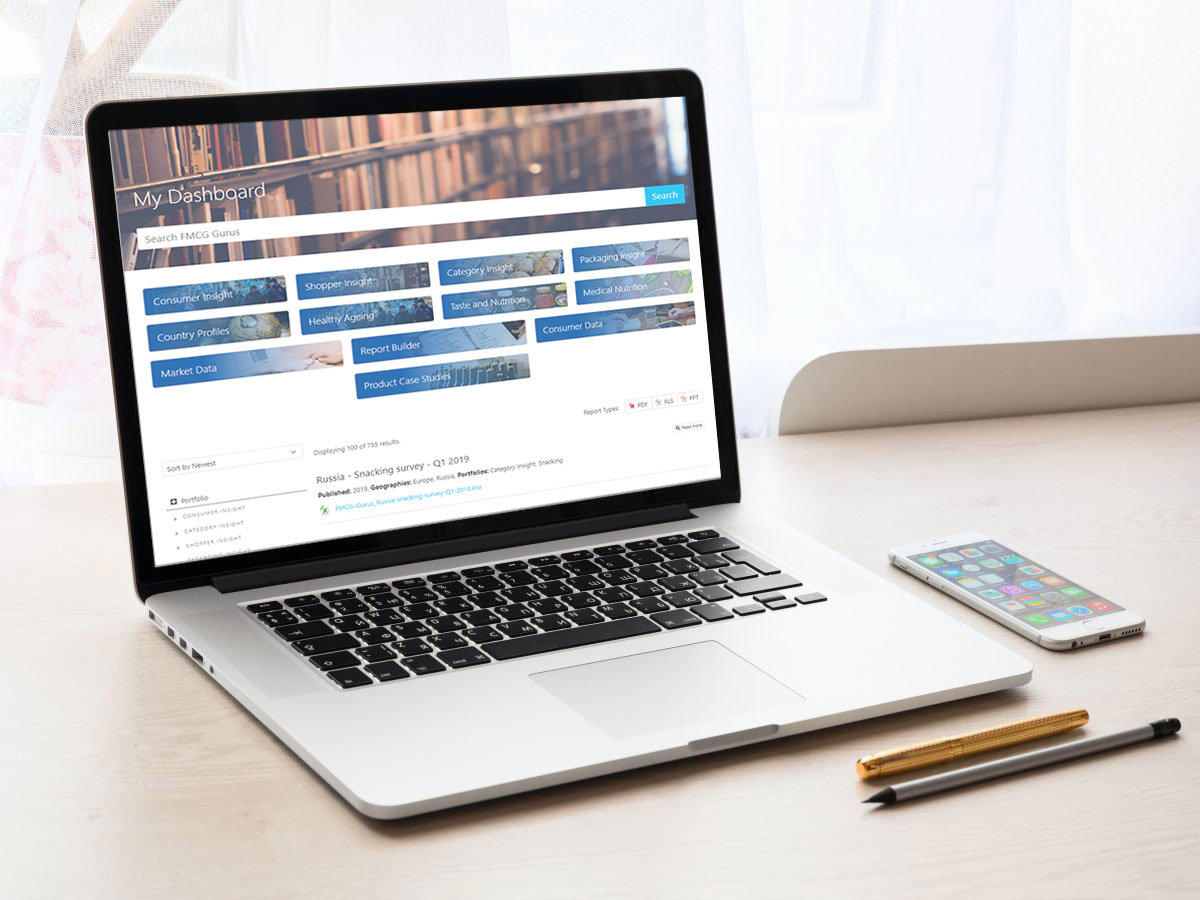 My Dashboard
Search FMCG Gurus
Search
Consumer Insight
Shopper Insight
Category Insight
Packaging Insight
Country Profiles
Healthy Ageing
Taste and Nutrition
Medical Nutrition
Market Data
Report Builder
Consumer Data
Product Case Studies
Report Types: PDF XLS PPT
Sort by Newest
Displaying 100 of 755 results.
Read more
Russia - Snacking survey - Q1 2019
Published: 2019, Geographies: Europe, Russia, Portfolios: Category Insight, Snacking
FMCG-Gurus_Russia-snacking-survey-Q1-2019.xlsx
Portfolio
CONSUMER INSIGHT
CATEGORY INSIGHT
SHOPPER INSIGHT
PACKAGING INSIGHT